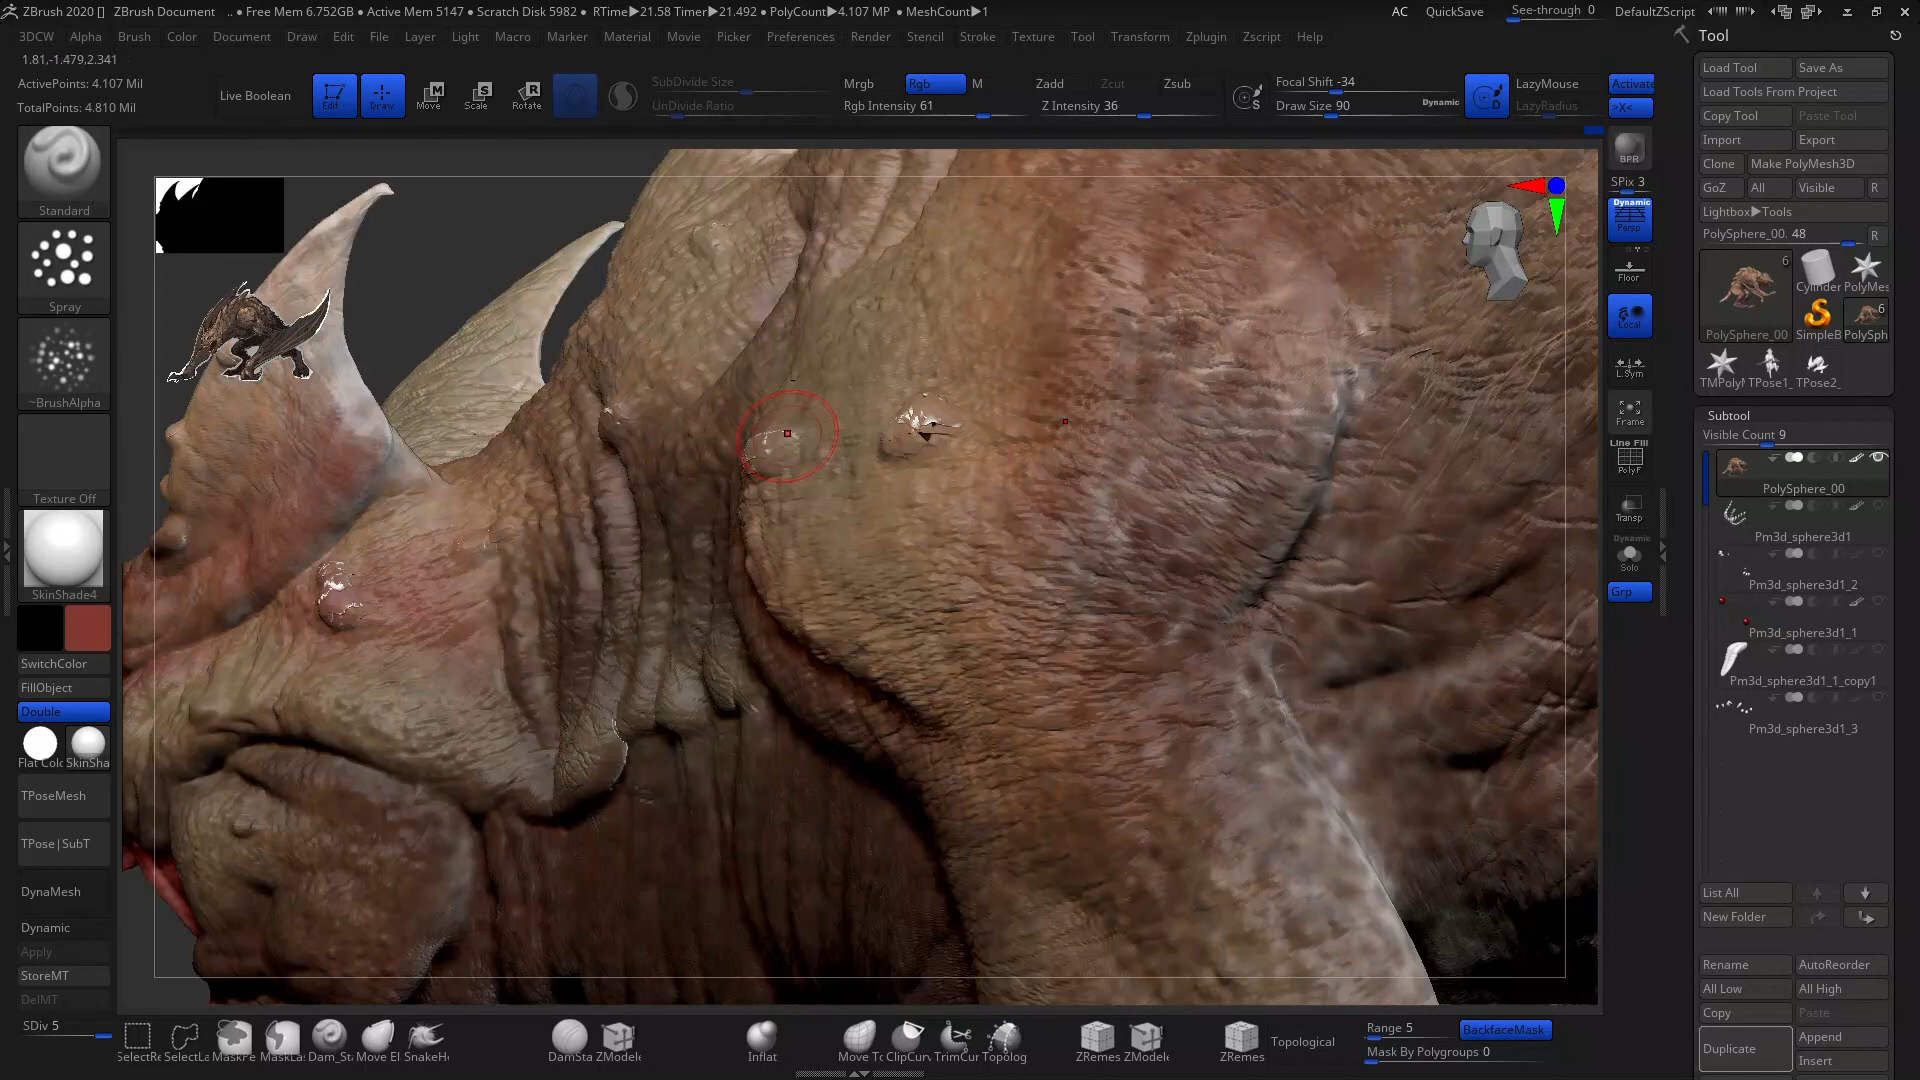 ZBrush 2020 [] ZBrush Document .. • Free Mem 6.752GB • Active Mem 5147 • Scratch Disk 5982 • RTime▶21.58 Timer▶21.492 • PolyCount▶4.107 MP • MeshCount▶1 AC QuickSave See-through 0 DefaultZScript
3DCW Alpha Brush Color Document Draw Edit File Layer Light Macro Marker Material Movie Picker Preferences Render Stencil Stroke Texture Tool Transform Zplugin Zscript Help
Tool
1.81,-1.479,2.341
ActivePoints: 4.107 Mil
TotalPoints: 4.810 Mil
Live Boolean
Edit
Draw
Move
Scale
Rotate
SubDivide Size
UnDivide Ratio
Mrgb Rgb M
Rgb Intensity 61
Zadd Zcut Zsub
Z Intensity 36
Focal Shift -34
Draw Size 90
Dynamic
LazyMouse
LazyRadius
>X<
Load Tool Save As
Load Tools From Project
Copy Tool Paste Tool
Import Export
Clone Make PolyMesh3D
GoZ All Visible R
Lightbox▶Tools
PolySphere_00. 48 R
6
PolySphere_00
SimpleB
6
PolySph
TPose1_
TPose2_
Standard
Spray
~BrushAlpha
Texture Off
SkinShade4
SwitchColor
FillObject
Double
SkinSha
TPoseMesh
TPose|SubT
DynaMesh
Dynamic
Apply
StoreMT
DelMT
SDiv 5
BPR
SPix 3
Dynamic
Persp
Floor
Local
L.Sym
Frame
Line Fill
PolyF
Transp
Dynamic
Solo
Grp
Subtool
Visible Count 9
PolySphere_00
Pm3d_sphere3d1
Pm3d_sphere3d1_2
Pm3d_sphere3d1_1
Pm3d_sphere3d1_1_copy1
Pm3d_sphere3d1_3
List All
New Folder
Rename AutoReorder
All Low All High
Copy Paste
Duplicate
Append
Insert
Move El
Inflat
Topolog
Topological
Range 5
BackfaceMask
Mask By Polygroups 0